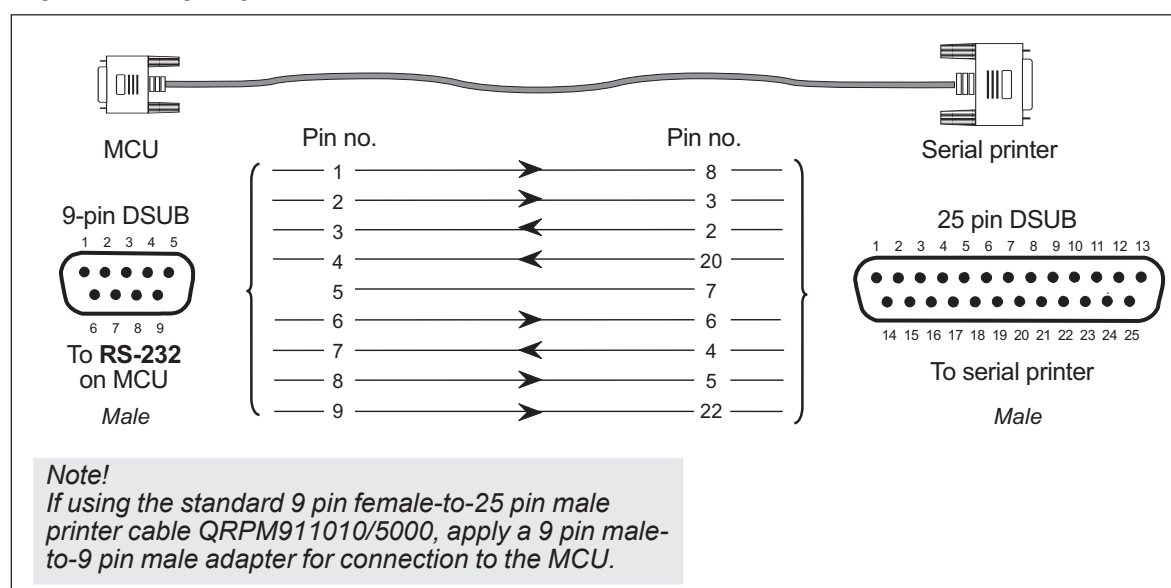 MCU
Pin no.
Pin no.
Serial printer
1 8
2 3
3 2
4 20
5 7
6 6
7 4
8 5
9 22
9-pin DSUB
1 2 3 4 5
6 7 8 9
To RS-232
on MCU
Male
25 pin DSUB
1 2 3 4 5 6 7 8 9 10 11 12 13
14 15 16 17 18 19 20 21 22 23 24 25
To serial printer
Male
Note!
If using the standard 9 pin female-to-25 pin male
printer cable QRPM911010/5000, apply a 9 pin male-
to-9 pin male adapter for connection to the MCU.